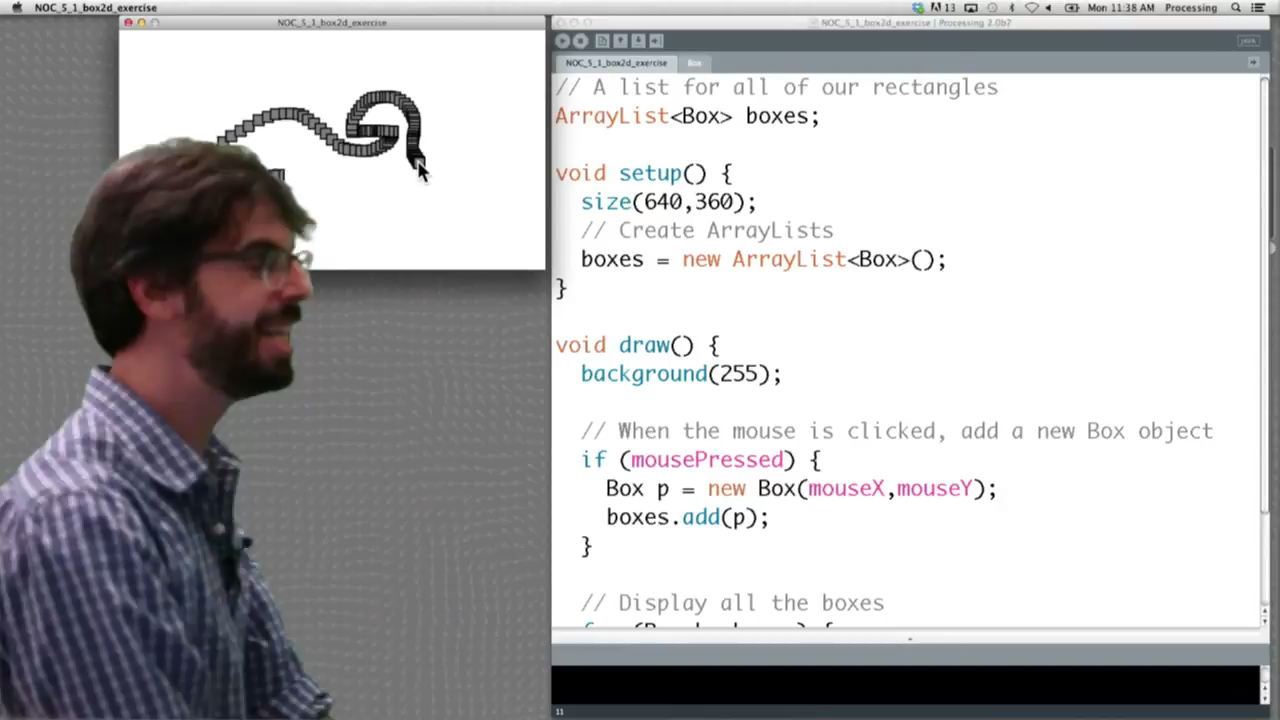 NOC_5_1_box2d_exercise
13
Mon 11:38 AM Processing
NOC_5_1_box2d_exercise
NOC_5_1_box2d_exercise | Processing 2.0b7
JAVA
NOC_5_1_box2d_exercise
Box
// A list for all of our rectangles
ArrayList<Box> boxes;
void setup() {
size(640,360);
// Create ArrayLists
boxes = new ArrayList<Box>();
}
void draw() {
background(255);
// When the mouse is clicked, add a new Box object
if (mousePressed) {
Box p = new Box(mouseX,mouseY);
boxes.add(p);
}
// Display all the boxes
11